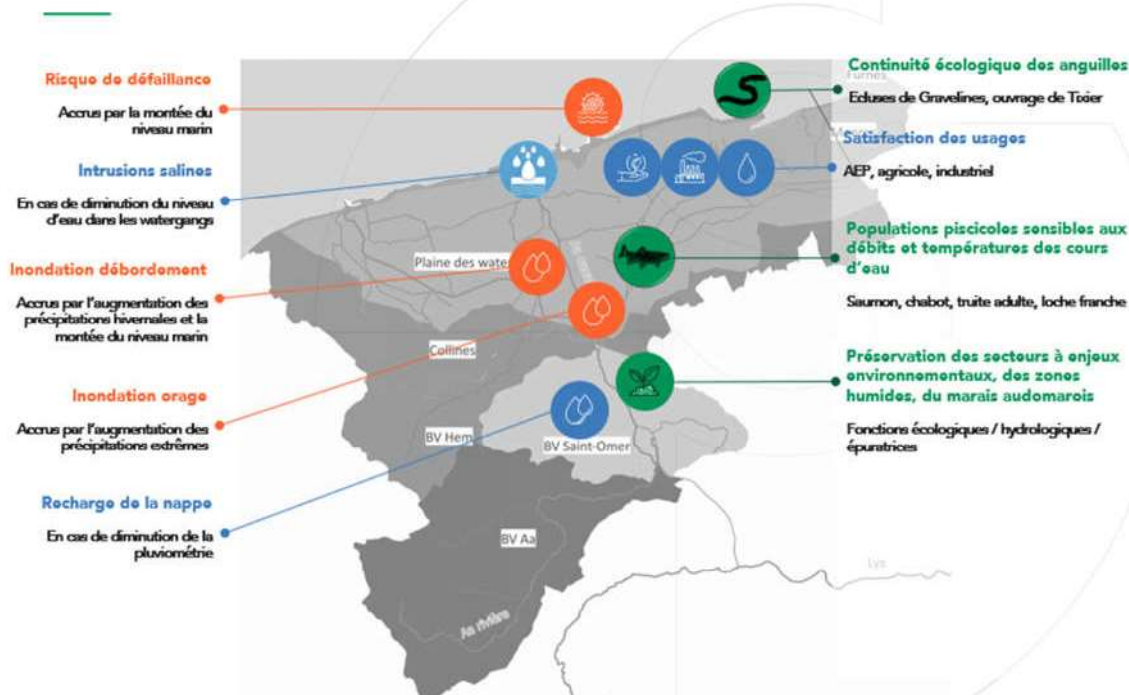 Risque de défaillance
Accrus par la montée du
niveau marin
Intrusions salines
En cas de diminution du niveau
d'eau dans les watergangs
Inondation débordement
Accrus par l'augmentation des
précipitations hivernales et la
montée du niveau marin
Inondation orage
Accrus par l'augmentation des
précipitations extrêmes
Recharge de la nappe
En cas de diminution de la
pluviométrie
Plaine des water
Collines
BV Hem
BV Saint-Omer
BV Aa
Aa rivière
Lys
Furnes
Continuité écologique des anguilles
Ecluses de Gravelines, ouvrage de Tixier
Satisfaction des usages
AEP, agricole, industriel
Populations piscicoles sensibles aux
débits et températures des cours
d'eau
Saumon, chabot, truite adulte, loche franche
Préservation des secteurs à enjeux
environnementaux, des zones
humides, du marais audomarois
Fonctions écologiques / hydrologiques /
épuratrices